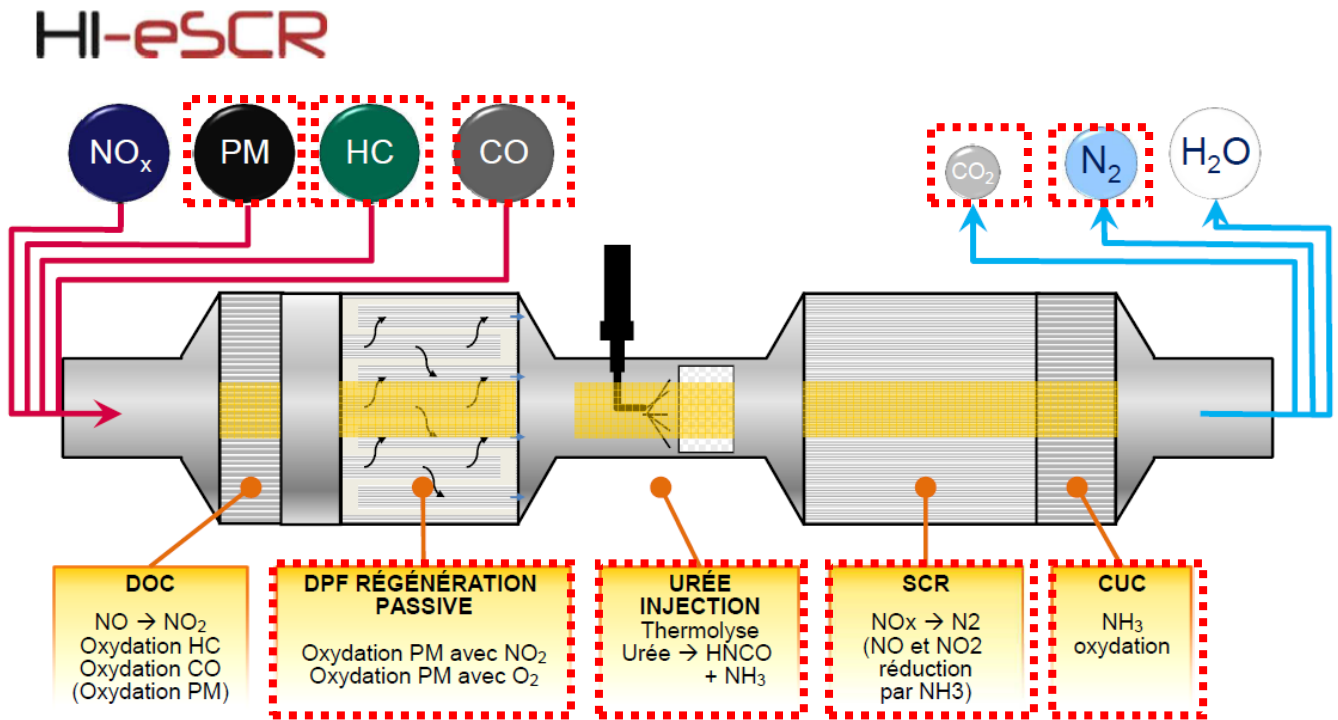 HI-eSCR
NOx
PM
HC
CO
CO2
N2
H2O
DOC
NO → NO2
Oxydation HC
Oxydation CO
(Oxydation PM)
DPF RÉGÉNÉRATION
PASSIVE
Oxydation PM avec NO2
Oxydation PM avec O2
URÉE
INJECTION
Thermolyse
Urée → HNCO
+ NH3
SCR
NOx → N2
(NO et NO2
réduction
par NH3)
CUC
NH3
oxydation